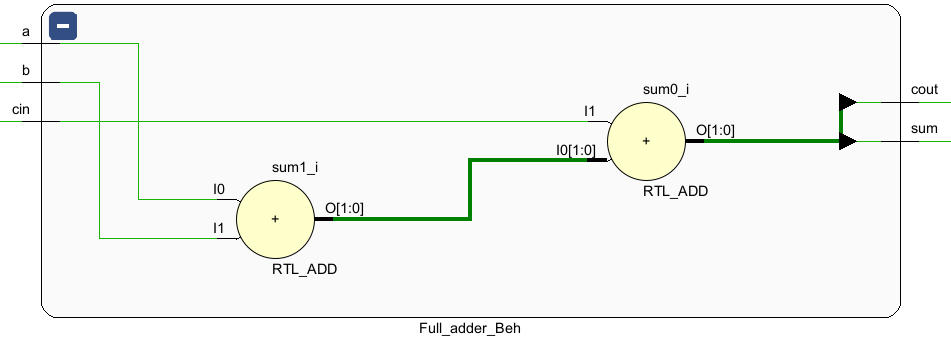 a
b
cin
sum0_i
I1
I0[1:0]
+
O[1:0]
RTL_ADD
cout
sum
sum1_i
I0
I1
+
O[1:0]
RTL_ADD
Full_adder_Beh